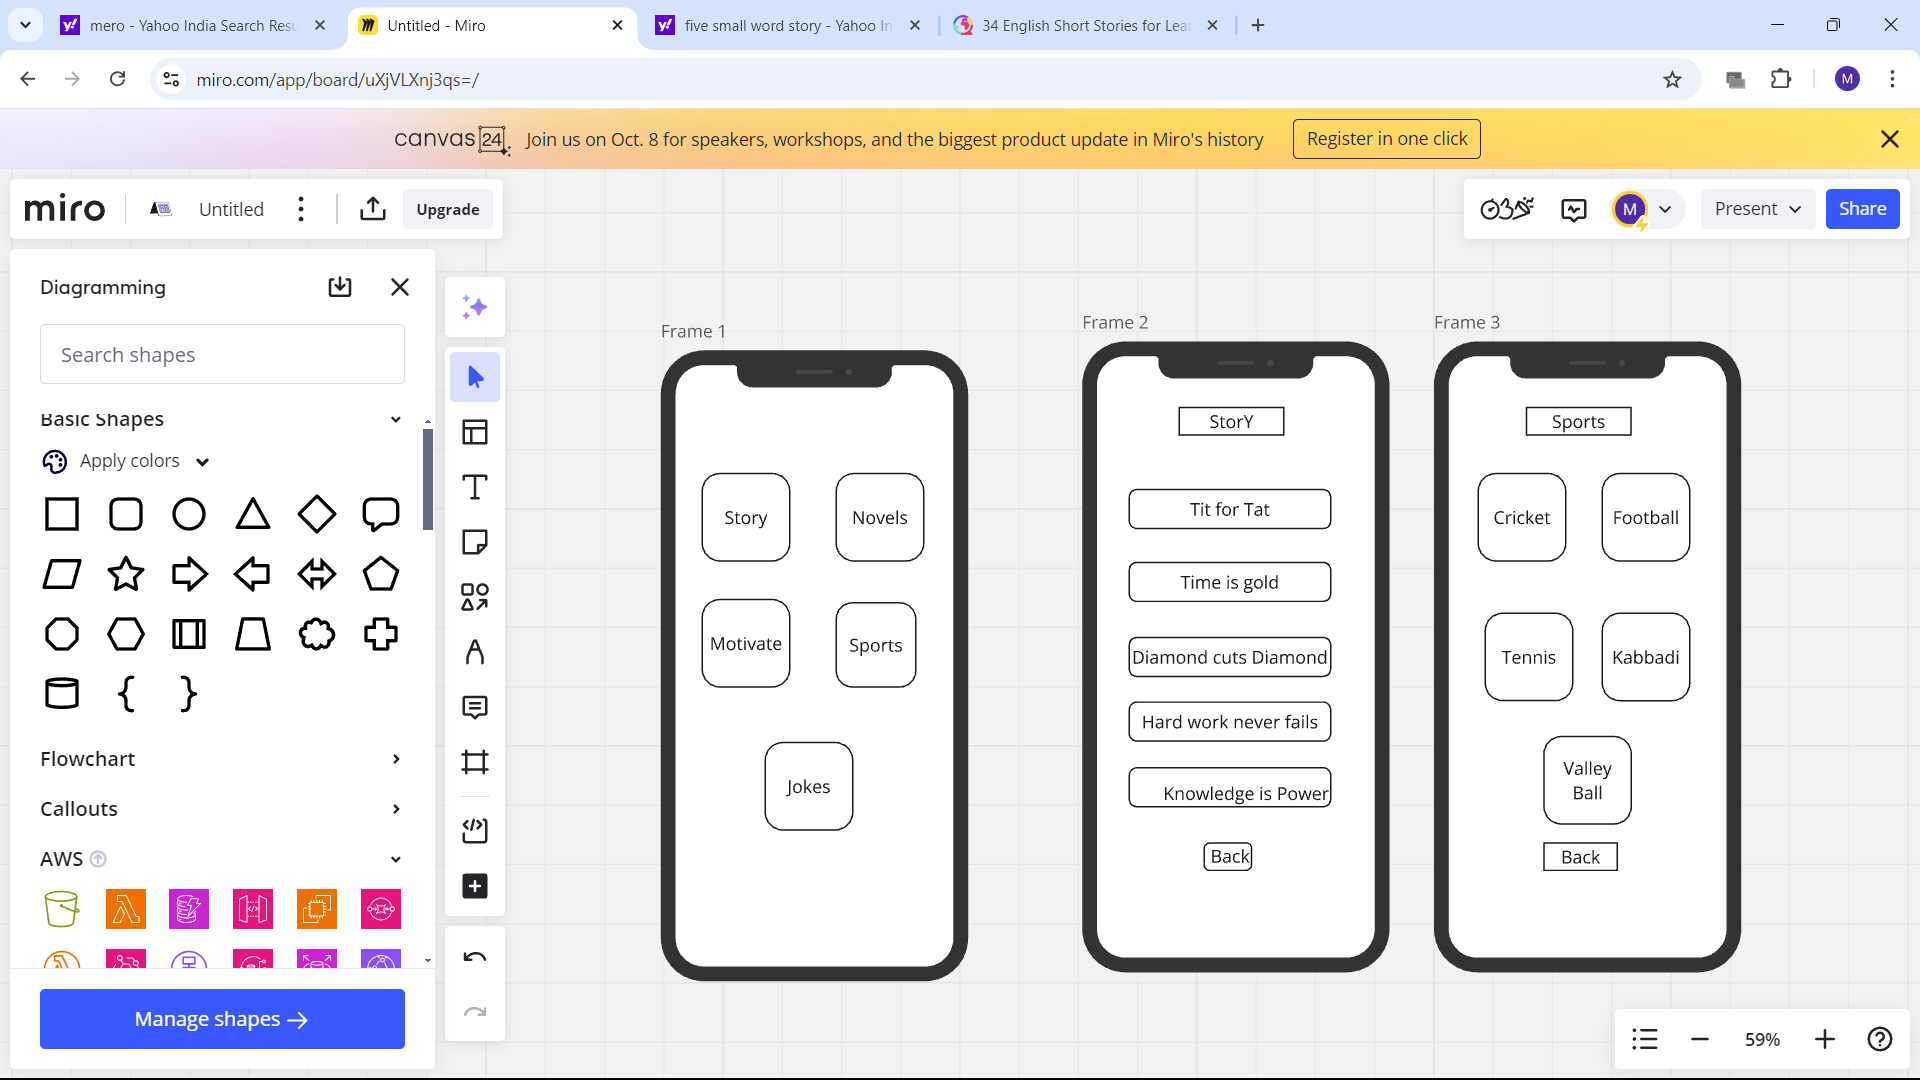 mero - Yahoo India Search Resu
Untitled - Miro
five small word story - Yahoo In
34 English Short Stories for Lear
miro.com/app/board/uXjVLXnj3qs=/
M
canvas 24 Join us on Oct. 8 for speakers, workshops, and the biggest product update in Miro's history Register in one click
miro Untitled Upgrade
M Present Share
Diagramming
Search shapes
Basic Shapes
Apply colors
Flowchart
Callouts
AWS
Manage shapes
Frame 1
Story Novels
Motivate Sports
Jokes
Frame 2
StorY
Tit for Tat
Time is gold
Diamond cuts Diamond
Hard work never fails
Knowledge is Power
Back
Frame 3
Sports
Cricket Football
Tennis Kabbadi
Valley
Ball
Back
59%